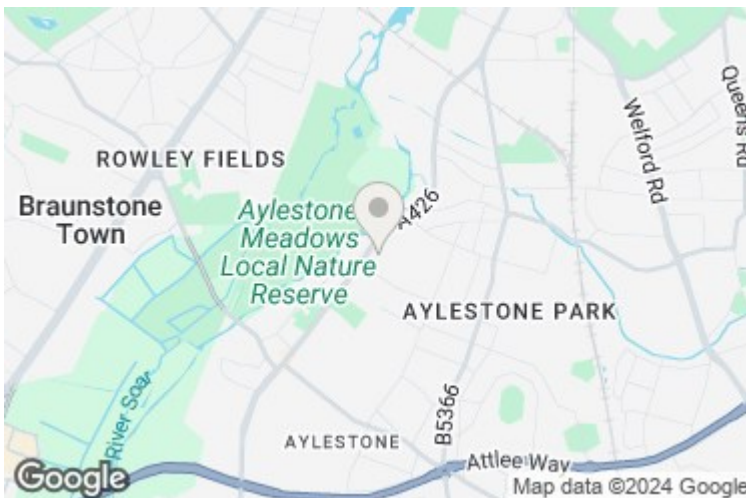 ROWLEY FIELDS
Braunstone
Town
Aylestone
Meadows
Local Nature
Reserve
A426
Welford Rd
Queens Rd
AYLESTONE PARK
River Soar
AYLESTONE
B5366
Attlee Way
Google
Map data ©2024 Google